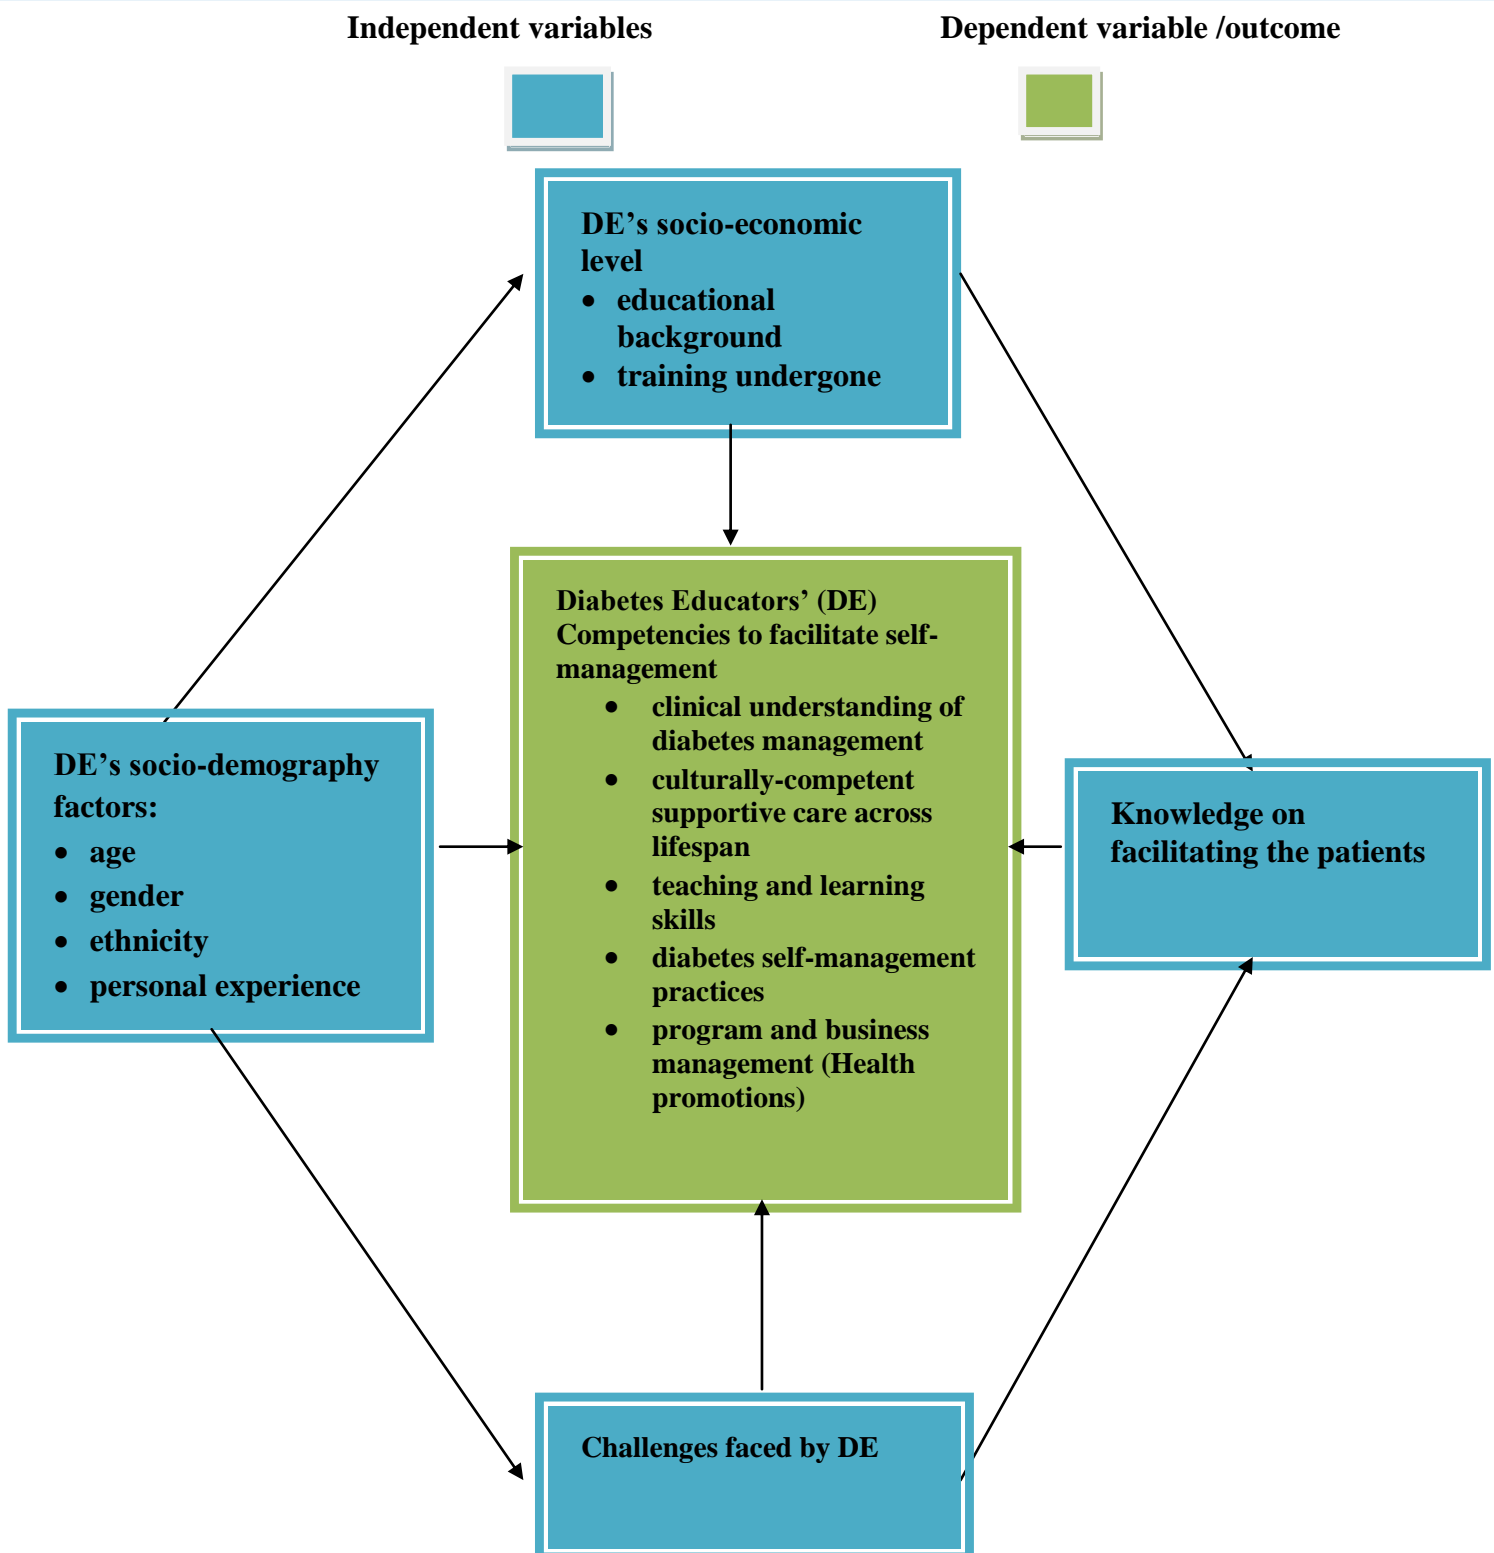 Independent variables
Dependent variable /outcome
DE’s socio-economic
level
• educational
background
• training undergone
Diabetes Educators’ (DE)
Competencies to facilitate self-
management
• clinical understanding of
diabetes management
• culturally-competent
supportive care across
lifespan
• teaching and learning
skills
• diabetes self-management
practices
• program and business
management (Health
promotions)
DE’s socio-demography
factors:
• age
• gender
• ethnicity
• personal experience
Knowledge on
facilitating the patients
Challenges faced by DE